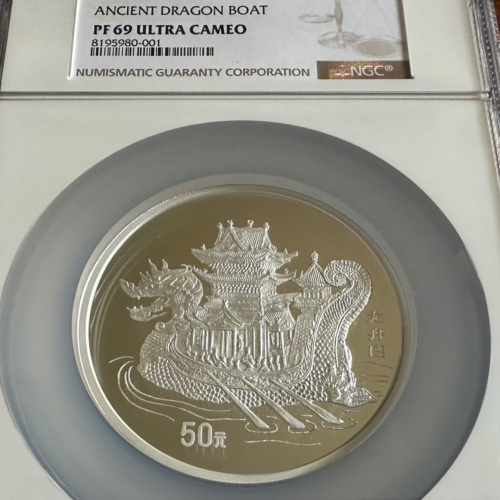 ANCIENT DRAGON BOAT
PF 69 ULTRA CAMEO
8195980-001
NUMISMATIC GUARANTY CORPORATION
NGC®
50元